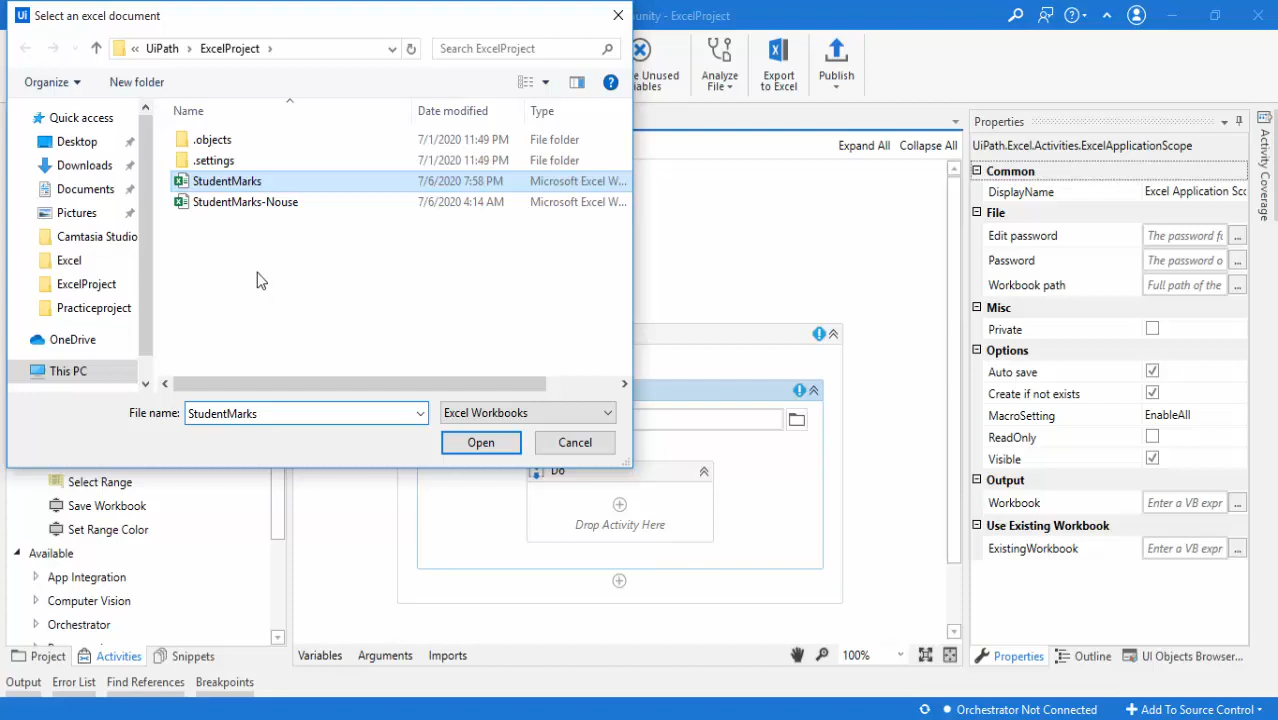 Ui Select an excel document
unity - ExcelProject
« UiPath > ExcelProject >
Search ExcelProject
Organize
New folder
Name
Date modified
Type
.objects
7/1/2020 11:49 PM
File folder
.settings
7/1/2020 11:49 PM
File folder
StudentMarks
7/6/2020 7:58 PM
Microsoft Excel W...
StudentMarks-Nouse
7/6/2020 4:14 AM
Microsoft Excel W...
Quick access
Desktop
Downloads
Documents
Pictures
Camtasia Studio
Excel
ExcelProject
Practiceproject
OneDrive
This PC
File name:
StudentMarks
Excel Workbooks
Open
Cancel
e Unused
iables
Analyze
File
Export
to Excel
Publish
Expand All
Collapse All
Do
Drop Activity Here
Select Range
Save Workbook
Set Range Color
Available
App Integration
Computer Vision
Orchestrator
Project
Activities
Snippets
Variables
Arguments
Imports
100%
Properties
UiPath.Excel.Activities.ExcelApplicationScope
Common
DisplayName
Excel Application Sco
File
Edit password
The password fo
...
Password
The password o
...
Workbook path
Full path of the
...
Misc
Private
Options
Auto save
Create if not exists
MacroSetting
EnableAll
ReadOnly
Visible
Output
Workbook
Enter a VB expr
...
Use Existing Workbook
ExistingWorkbook
Enter a VB expr
...
Properties
Outline
UI Objects Browser...
Activity Coverage
Output
Error List
Find References
Breakpoints
Orchestrator Not Connected
Add To Source Control